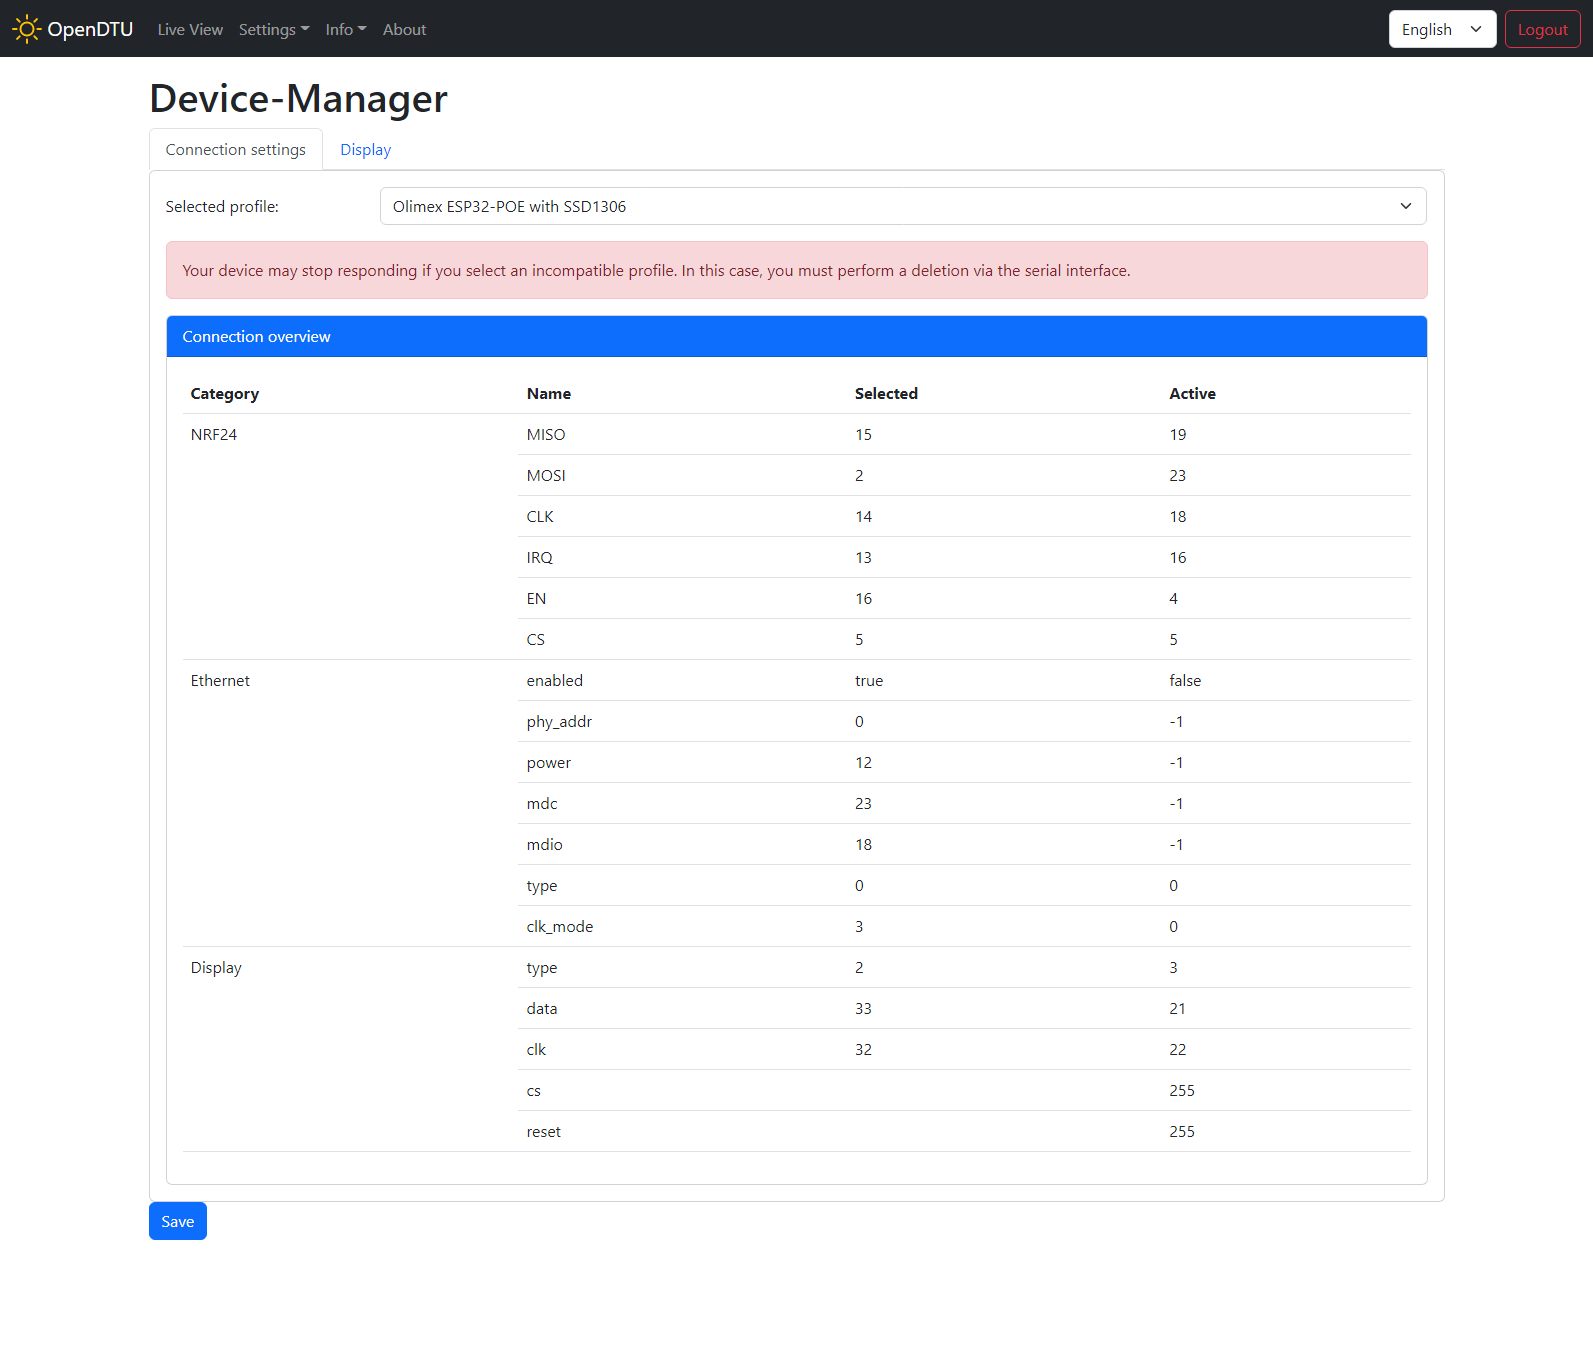 OpenDTU Live View Settings Info About English Logout
Device-Manager
Connection settings Display
Selected profile: Olimex ESP32-POE with SSD1306
Your device may stop responding if you select an incompatible profile. In this case, you must perform a deletion via the serial interface.
Connection overview
Category Name Selected Active
NRF24 MISO 15 19
MOSI 2 23
CLK 14 18
IRQ 13 16
EN 16 4
CS 5 5
Ethernet enabled true false
phy_addr 0 -1
power 12 -1
mdc 23 -1
mdio 18 -1
type 0 0
clk_mode 3 0
Display type 2 3
data 33 21
clk 32 22
cs 255
reset 255
Save